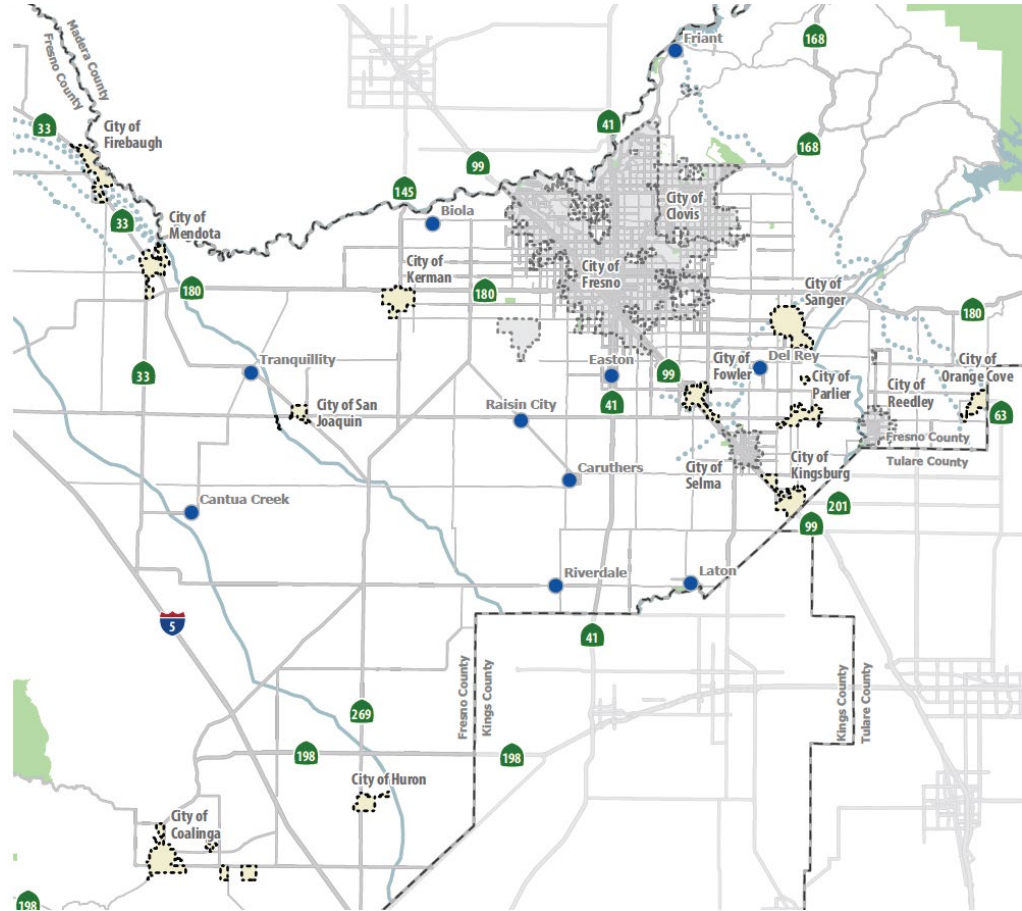 Madera County
Fresno County
168
Friant
33
City of
Firebaugh
41
168
99
145
City of
Clovis
33
City of
Mendota
Biola
City of
Kerman
City of
Fresno
180
180
City of
Sanger
180
Tranquillity
33
Easton
99
City of
Fowler
Del Rey
City of
Orange Cove
City of
Parlier
City of
Reedley
41
City of San
Joaquin
Raisin City
63
Fresno County
Tulare County
City of
Selma
City of
Kingsburg
Caruthers
Cantua Creek
201
99
Riverdale
Laton
5
41
Fresno County
Kings County
Kings County
Tulare County
269
198
198
City of Huron
City of
Coalinga
198